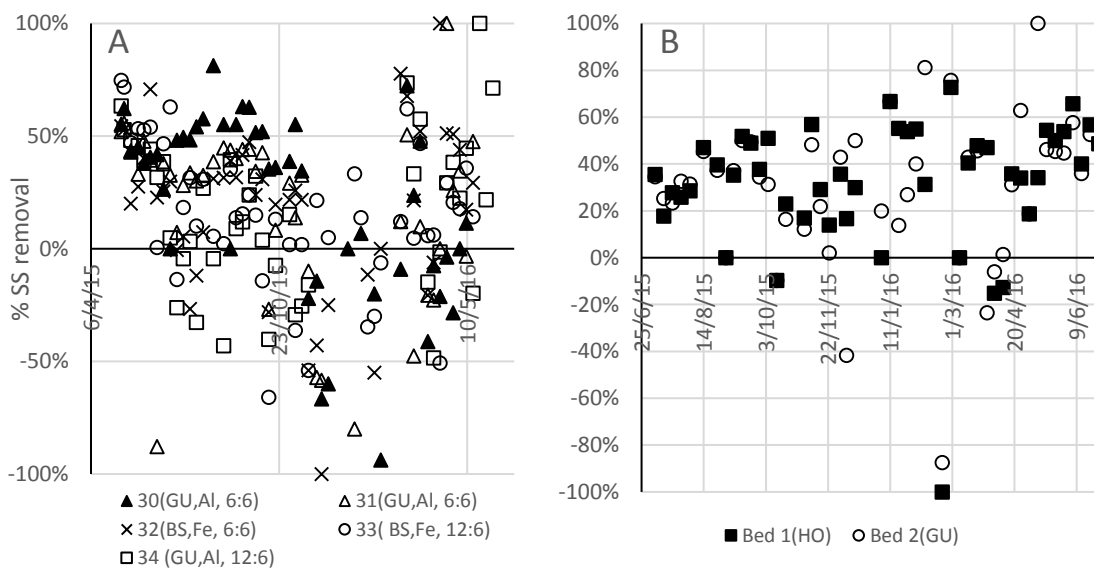 A
% SS removal
100%
50%
0%
-50%
-100%
6/4/15
23/10/15
10/5/16
30(GU,Al, 6:6)
31(GU,Al, 6:6)
32(BS,Fe, 6:6)
33( BS,Fe, 12:6)
34 (GU,Al, 12:6)
B
100%
80%
60%
40%
20%
0%
-20%
-40%
-60%
-80%
-100%
25/6/15
14/8/15
3/10/15
22/11/15
11/1/16
1/3/16
20/4/16
9/6/16
Bed 1(HO)
Bed 2(GU)